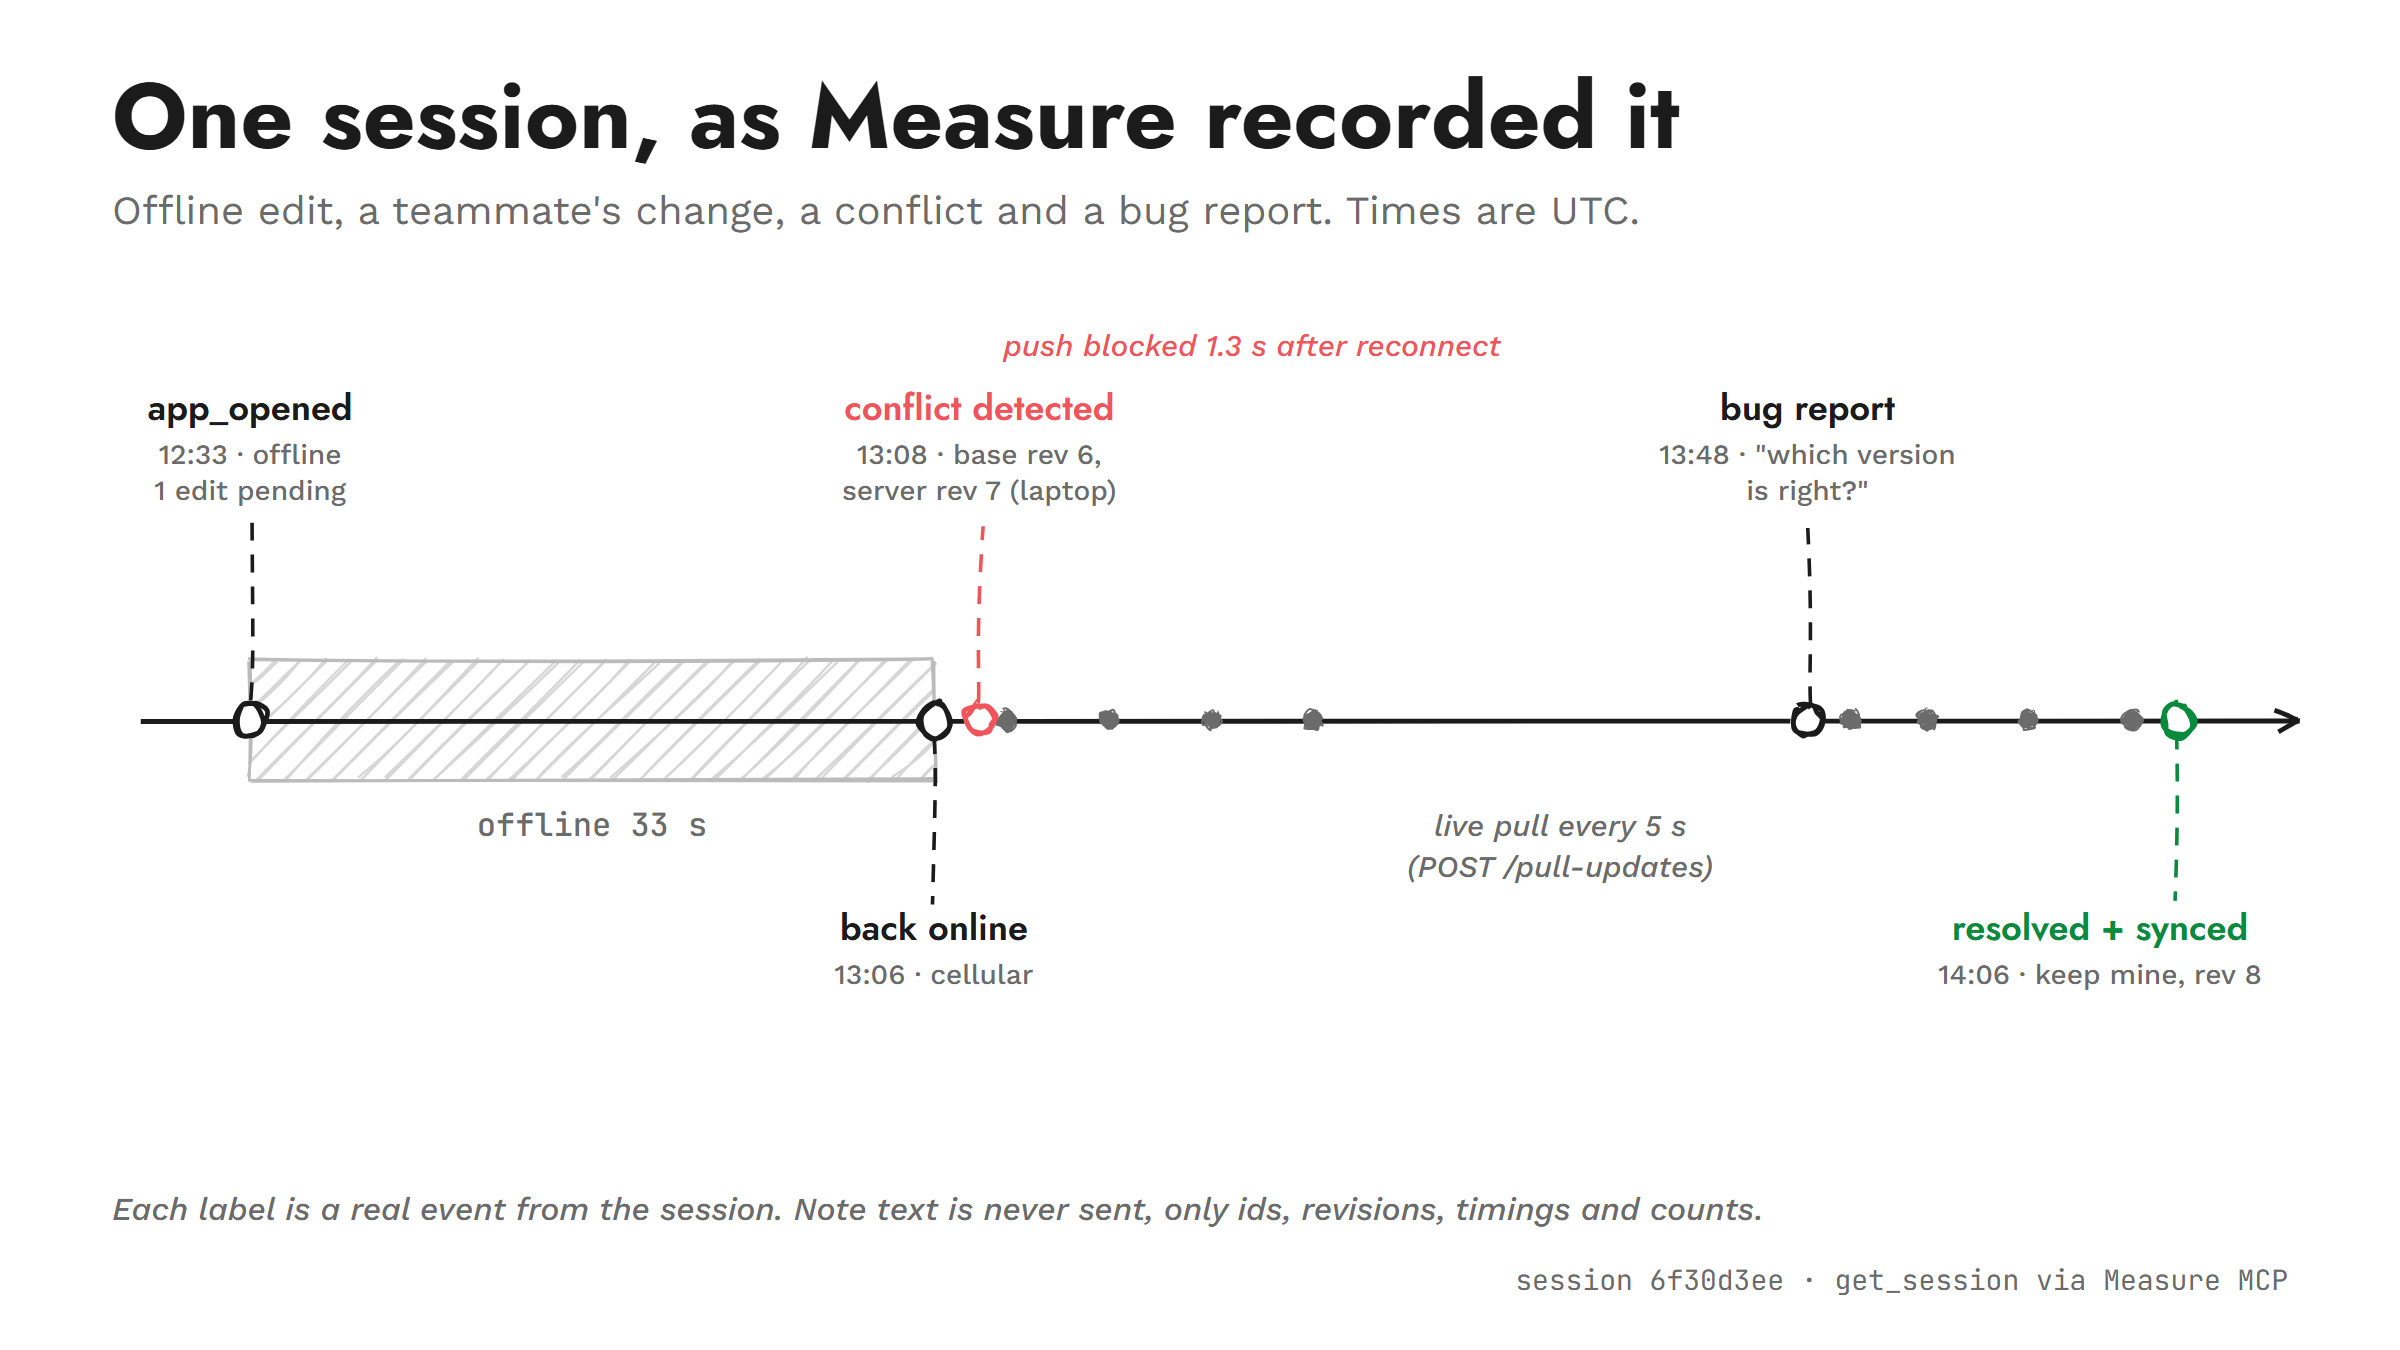 One session, as Measure recorded it
Offline edit, a teammate's change, a conflict and a bug report. Times are UTC.
push blocked 1.3 s after reconnect
app_opened
12:33 · offline
1 edit pending
conflict detected
13:08 · base rev 6,
server rev 7 (laptop)
bug report
13:48 · "which version
is right?"
offline 33 s
live pull every 5 s
(POST /pull-updates)
back online
13:06 · cellular
resolved + synced
14:06 · keep mine, rev 8
Each label is a real event from the session. Note text is never sent, only ids, revisions, timings and counts.
session 6f30d3ee · get_session via Measure MCP